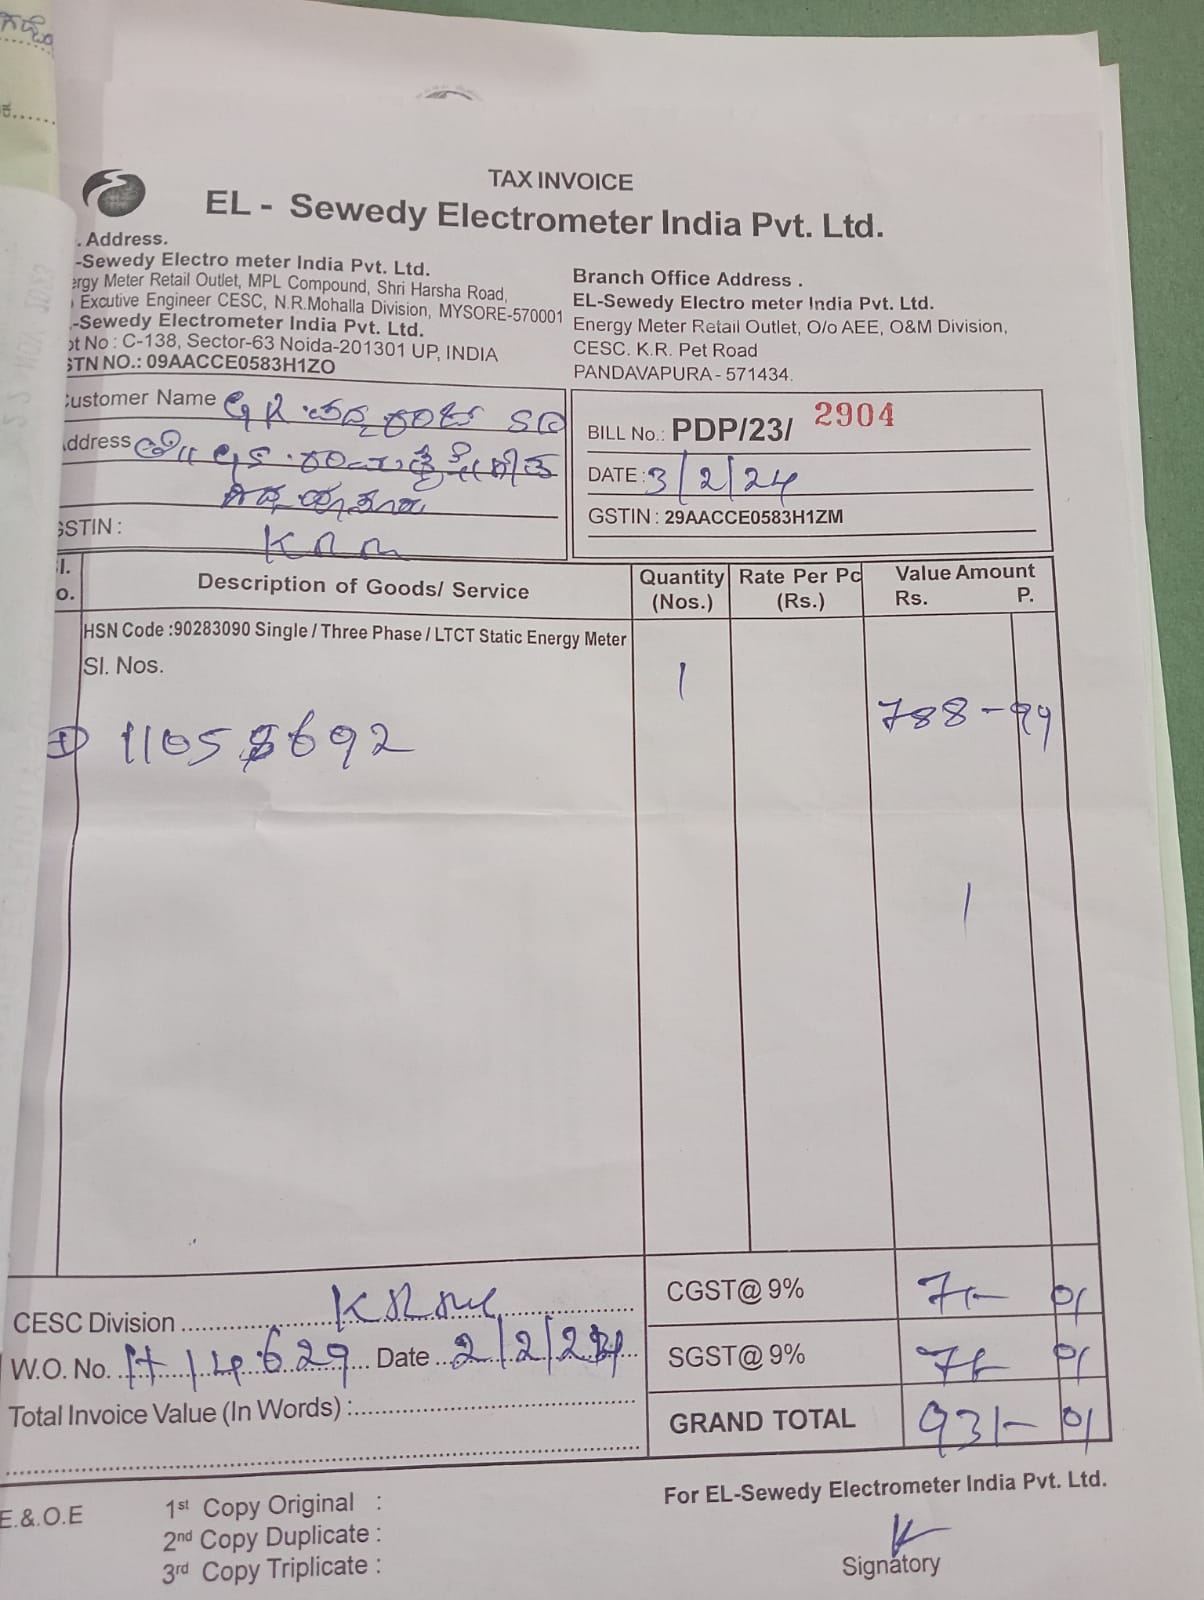 TAX INVOICE
EL - Sewedy Electrometer India Pvt. Ltd.
. Address.
-Sewedy Electro meter India Pvt. Ltd.
ergy Meter Retail Outlet, MPL Compound, Shri Harsha Road,
Excutive Engineer CESC, N.R.Mohalla Division, MYSORE-570001
-Sewedy Electrometer India Pvt. Ltd.
ot No : C-138, Sector-63 Noida-201301 UP, INDIA
STN NO.: 09AACCE0583H1ZO
Branch Office Address .
EL-Sewedy Electro meter India Pvt. Ltd.
Energy Meter Retail Outlet, O/o AEE, O&M Division,
CESC. K.R. Pet Road
PANDAVAPURA - 571434.
ustomer Name
ddress
GSTIN :
BILL No.: PDP/23/ 2904
DATE : 3/2/24
GSTIN : 29AACCE0583H1ZM
l. o. Description of Goods/ Service Quantity (Nos.) Rate Per Pc (Rs.) Value Amount Rs. P.
HSN Code :90283090 Single / Three Phase / LTCT Static Energy Meter
Sl. Nos. 1
788 - 99
1
CESC Division
W.O. No. Date 2/2/24
Total Invoice Value (In Words) :
CGST@ 9% 71 - 01
SGST@ 9% 71 - 01
GRAND TOTAL 931 - 01
E.&.O.E
1st Copy Original :
2nd Copy Duplicate :
3rd Copy Triplicate :
For EL-Sewedy Electrometer India Pvt. Ltd.
Signatory